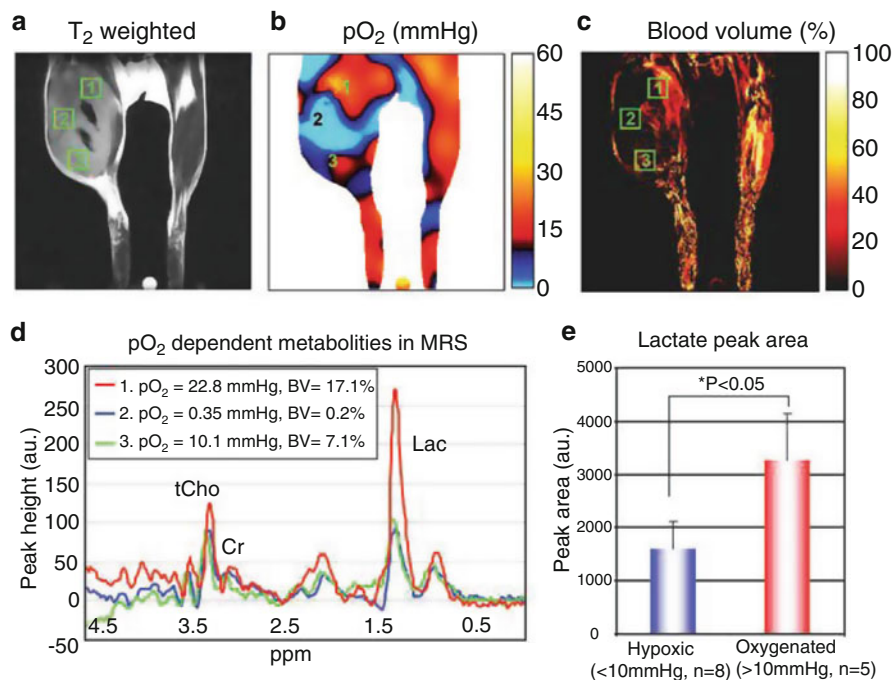 a
T2 weighted
1
2
3
b
pO2 (mmHg)
1
2
3
60
45
30
15
0
c
Blood volume (%)
1
2
3
100
80
60
40
20
0
d
pO2 dependent metabolities in MRS
Peak height (au.)
300
250
200
150
100
50
0
-50
1. pO2 = 22.8 mmHg, BV= 17.1%
2. pO2 = 0.35 mmHg, BV= 0.2%
3. pO2 = 10.1 mmHg, BV= 7.1%
tCho
Cr
Lac
4.5 3.5 2.5 1.5 0.5
ppm
e
Lactate peak area
Peak area (au.)
5000
4000
3000
2000
1000
0
*P<0.05
Hypoxic
(<10mmHg, n=8)
Oxygenated
(>10mmHg, n=5)